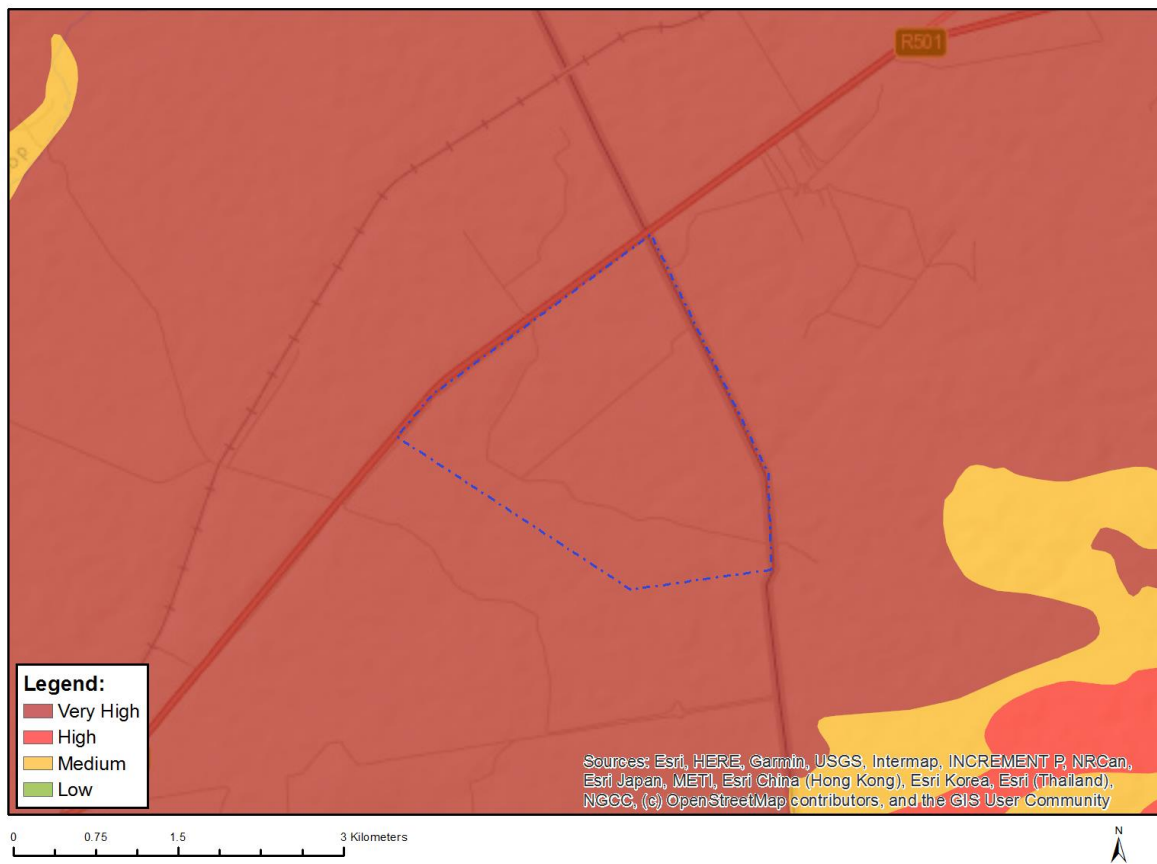 R501
op
Legend:
Very High
High
Medium
Low
Sources: Esri, HERE, Garmin, USGS, Intermap, INCREMENT P, NRCan,
Esri Japan, METI, Esri China (Hong Kong), Esri Korea, Esri (Thailand),
NGCC, (c) OpenStreetMap contributors, and the GIS User Community
0 0.75 1.5 3 Kilometers
N